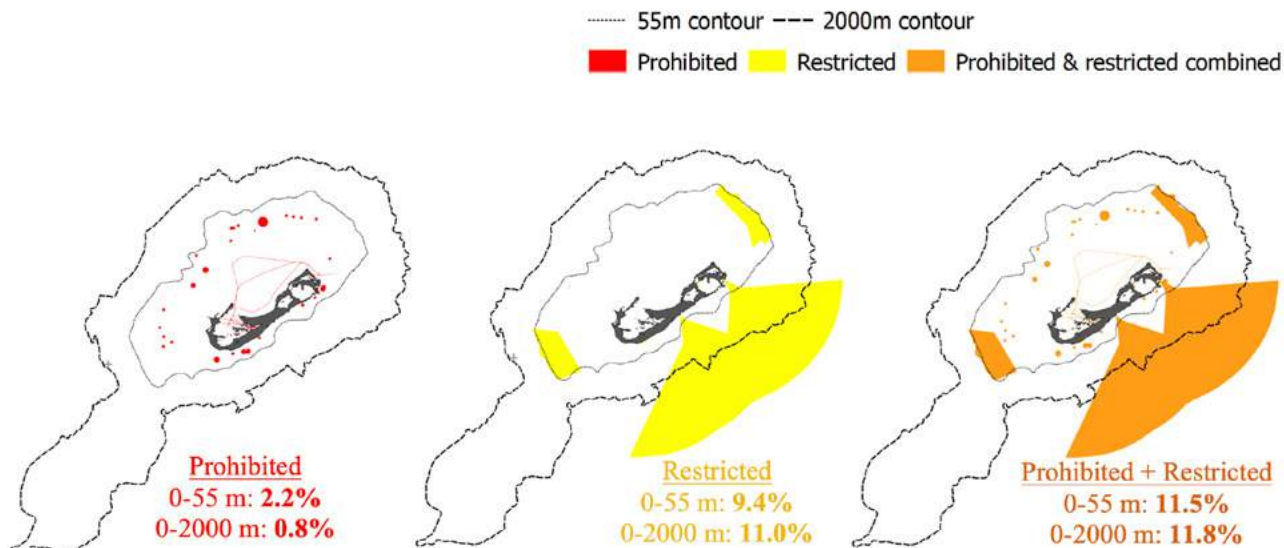 55m contour 2000m contour
Prohibited Restricted Prohibited & restricted combined
Prohibited
0-55 m: 2.2%
0-2000 m: 0.8%
Restricted
0-55 m: 9.4%
0-2000 m: 11.0%
Prohibited + Restricted
0-55 m: 11.5%
0-2000 m: 11.8%